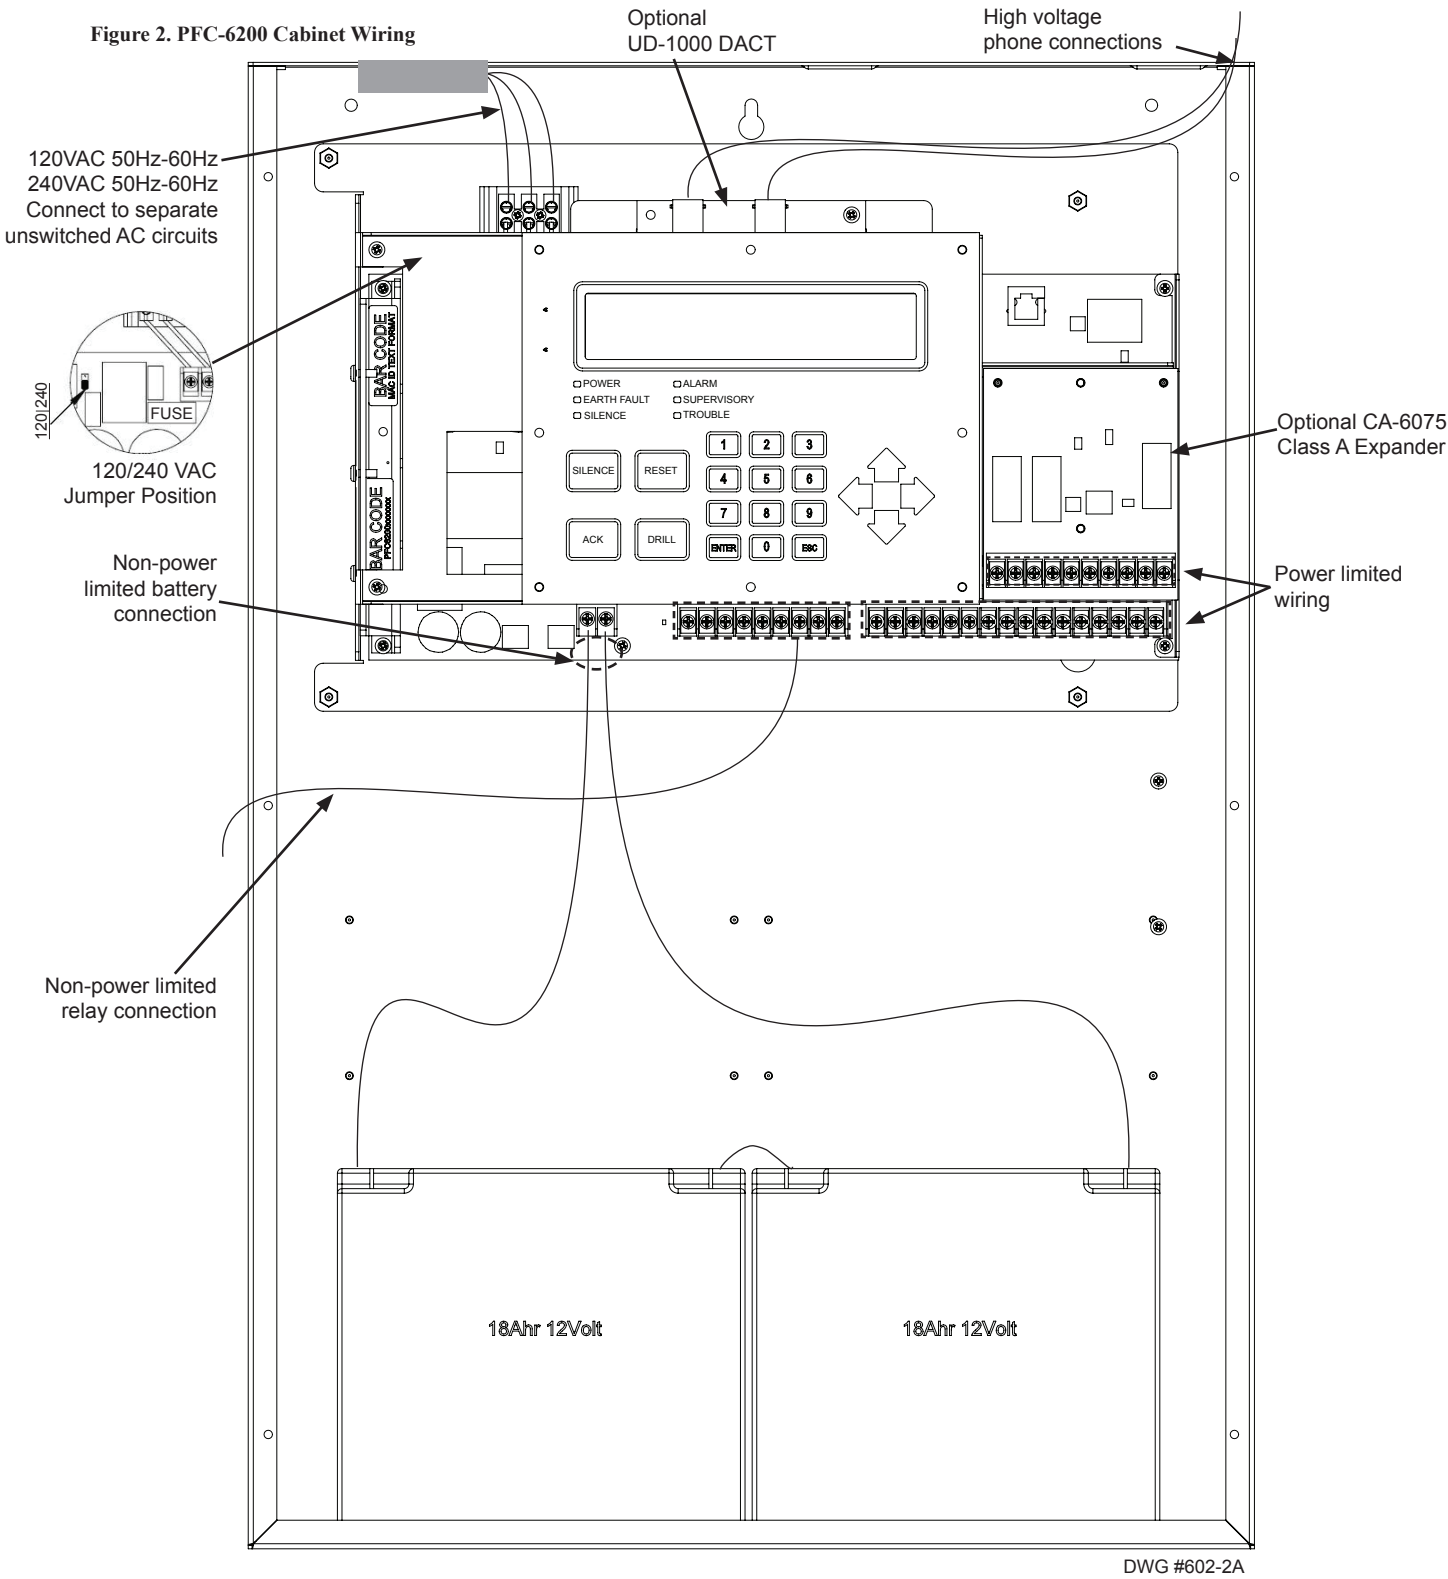 Figure 2. PFC-6200 Cabinet Wiring
Optional
UD-1000 DACT
High voltage
phone connections
120VAC 50Hz-60Hz
240VAC 50Hz-60Hz
Connect to separate
unswitched AC circuits
BAR CODE
MAC ID TEXT FORMAT
120|240
FUSE
120/240 VAC
Jumper Position
POWER
EARTH FAULT
SILENCE
ALARM
SUPERVISORY
TROUBLE
SILENCE
RESET
ACK
DRILL
1 2 3
4 5 6
7 8 9
ENTER 0 ESC
Optional CA-6075
Class A Expander
BAR CODE
Non-power
limited battery
connection
Power limited
wiring
Non-power limited
relay connection
18Ahr 12Volt
18Ahr 12Volt
DWG #602-2A